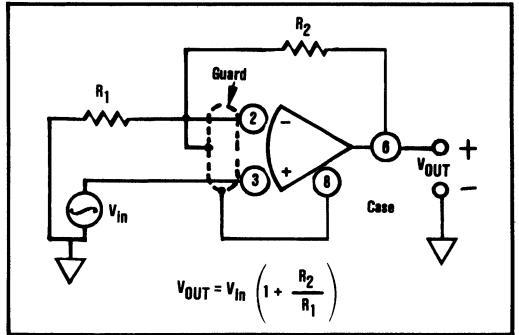 R2
Guard
R1
2
−
6
+
VOUT
−
3
+
8
Case
Vin
VOUT = Vin (1 + R2/R1)